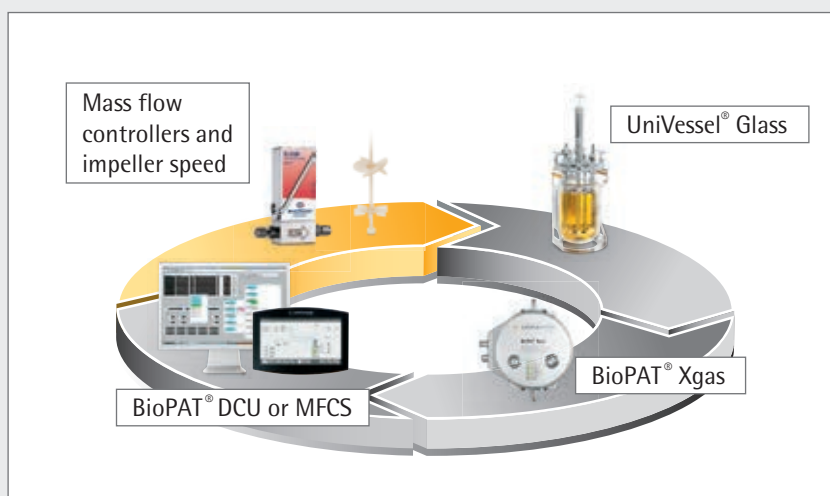 Mass flow
controllers and
impeller speed
UniVessel® Glass
BioPAT® Xgas
BioPAT® DCU or MFCS